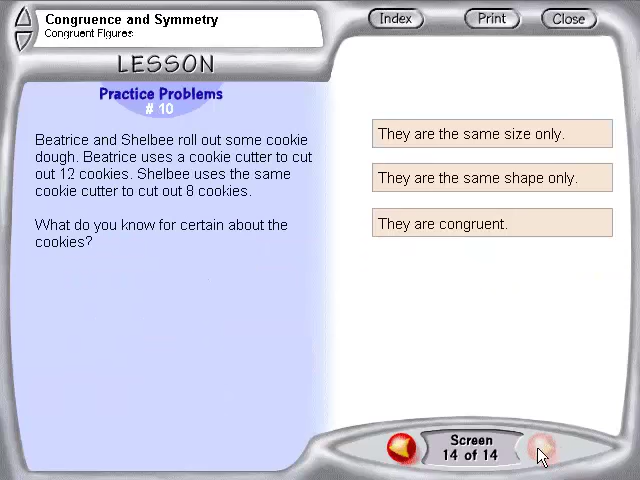 Congruence and Symmetry
Congruent Figures
Index
Print
Close
LESSON
Practice Problems
# 10
Beatrice and Shelbee roll out some cookie
dough. Beatrice uses a cookie cutter to cut
out 12 cookies. Shelbee uses the same
cookie cutter to cut out 8 cookies.
What do you know for certain about the
cookies?
They are the same size only.
They are the same shape only.
They are congruent.
Screen
14 of 14